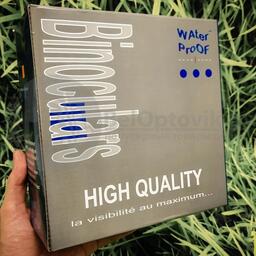 Binoculars
WAter
ProOF
HIGH QUALITY
la visibilité au maximum...